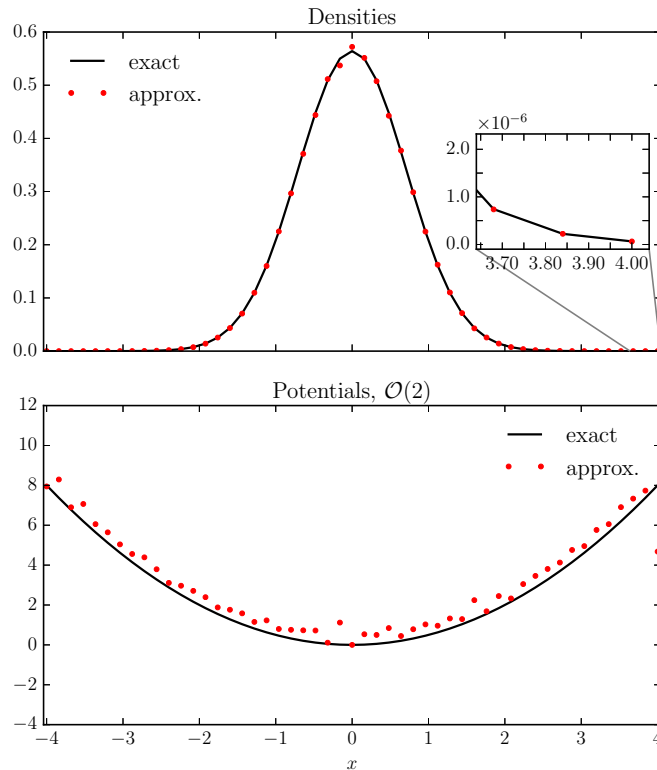 Densities
0.6
0.5
0.4
0.3
0.2
0.1
0.0
exact
approx.
×10⁻⁶
2.0
1.0
0.0
3.70 3.80 3.90 4.00
Potentials, 𝒪(2)
12
10
8
6
4
2
0
−2
−4
exact
approx.
−4 −3 −2 −1 0 1 2 3 4
x